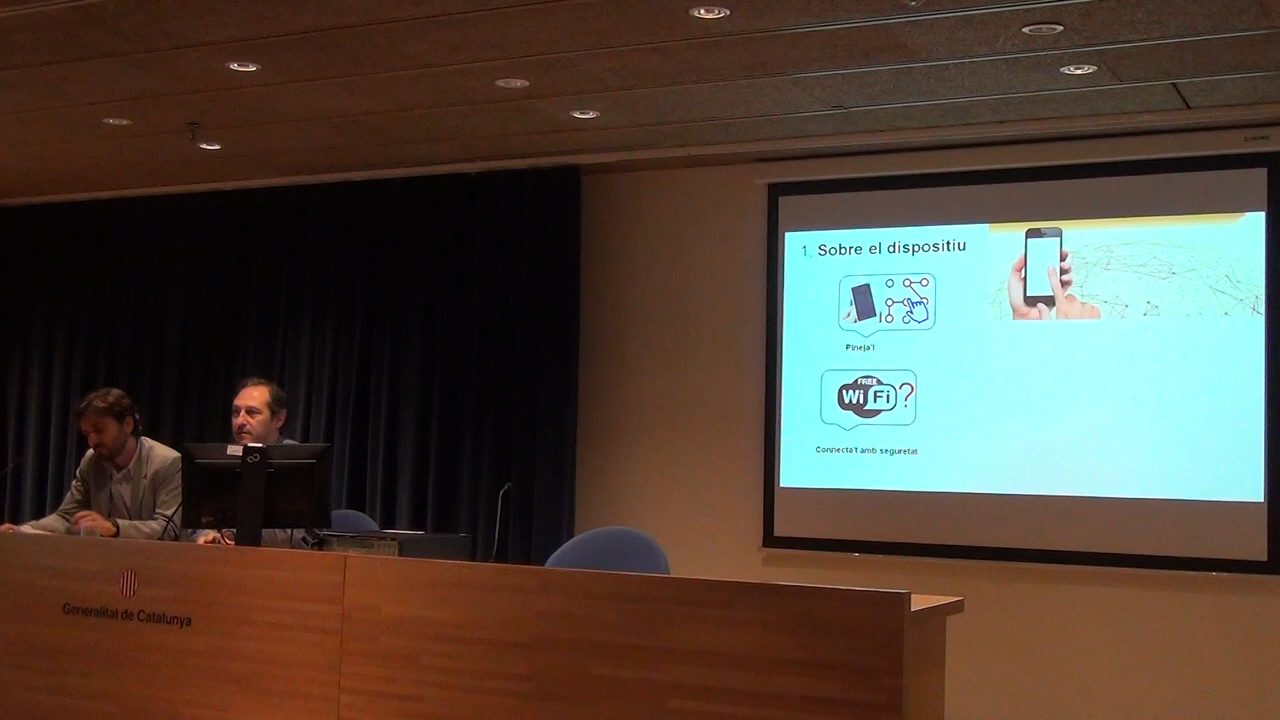 1. Sobre el dispositiu
Pineja'l
FREE
Wi Fi ?
Connecta't amb seguretat
Generalitat de Catalunya